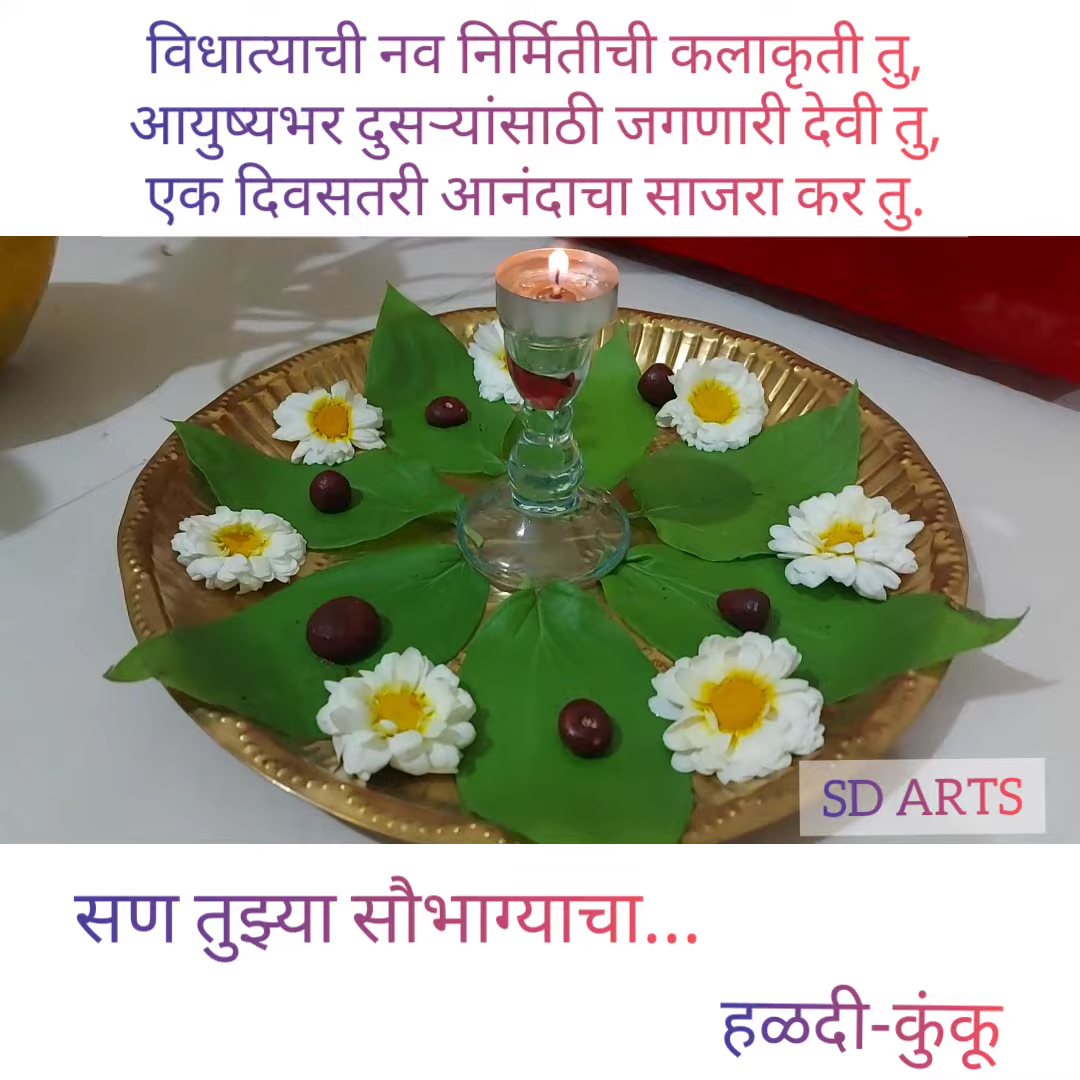 विधात्याची नव निर्मितीची कलाकृती तु,
आयुष्यभर दुसऱ्यांसाठी जगणारी देवी तु,
एक दिवसतरी आनंदाचा साजरा कर तु.
SD ARTS
सण तुझ्या सौभाग्याचा...
हळदी-कुंकू